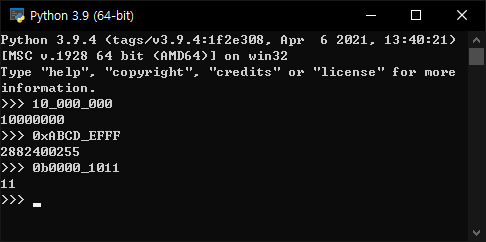 Python 3.9 (64-bit)
Python 3.9.4 (tags/v3.9.4:1f2e308, Apr  6 2021, 13:40:21)
[MSC v.1928 64 bit (AMD64)] on win32
Type "help", "copyright", "credits" or "license" for more
information.
>>> 10_000_000
10000000
>>> 0xABCD_EFFF
2882400255
>>> 0b0000_1011
11
>>>